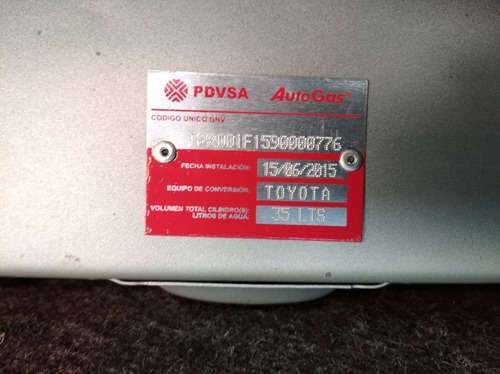 PDVSA AutoGas
CODIGO UNICO GNV
FECHA INSTALACIÓN: 15/06/2015
EQUIPO DE CONVERSIÓN: TOYOTA
VOLUMEN TOTAL CILINDRO(S)
LITROS DE AGUA: 35 LTS